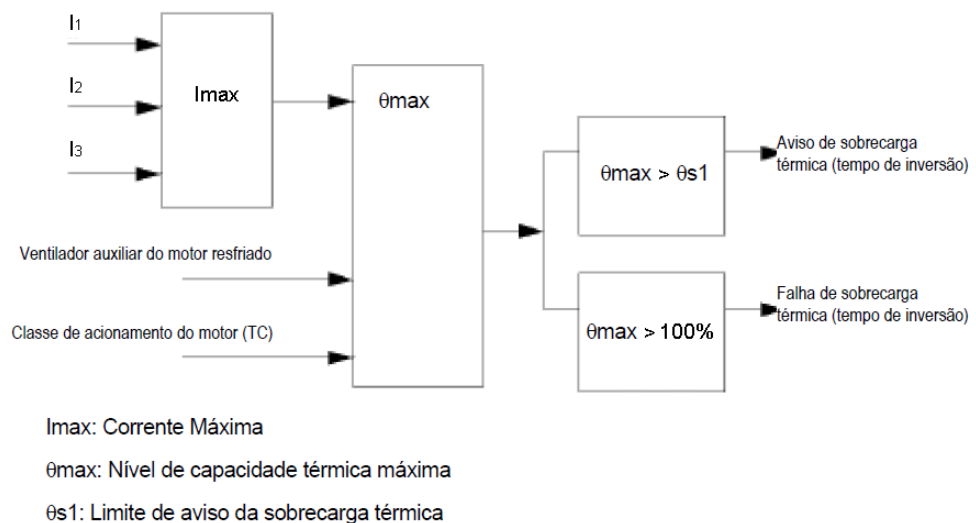 I1
I2
I3
Imax
θmax
Ventilador auxiliar do motor resfriado
Classe de acionamento do motor (TC)
θmax > θs1
Aviso de sobrecarga
térmica (tempo de inversão)
θmax > 100%
Falha de sobrecarga
térmica (tempo de inversão)
Imax: Corrente Máxima
θmax: Nível de capacidade térmica máxima
θs1: Limite de aviso da sobrecarga térmica